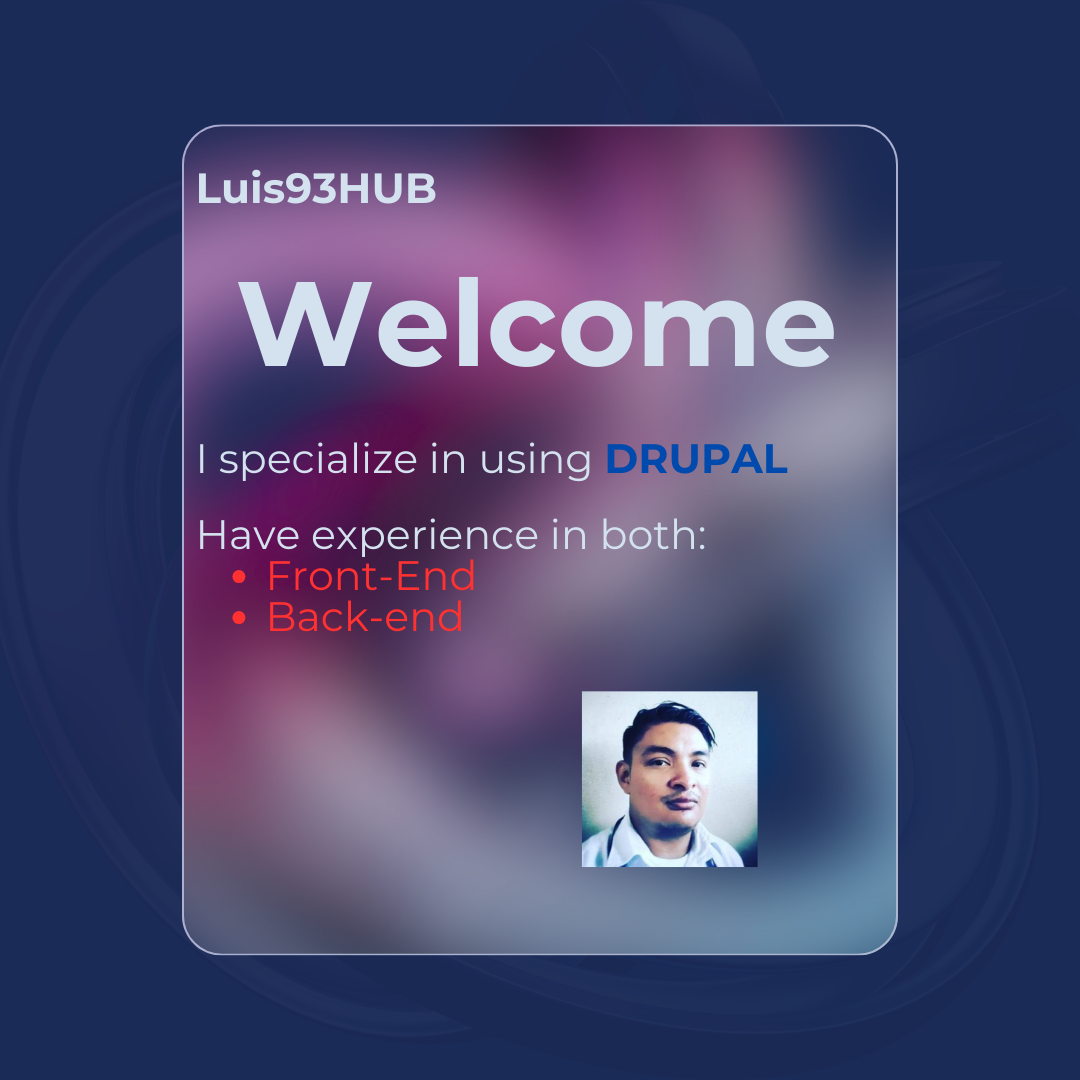 Luis93HUB
Welcome
I specialize in using DRUPAL
Have experience in both:
• Front-End
• Back-end